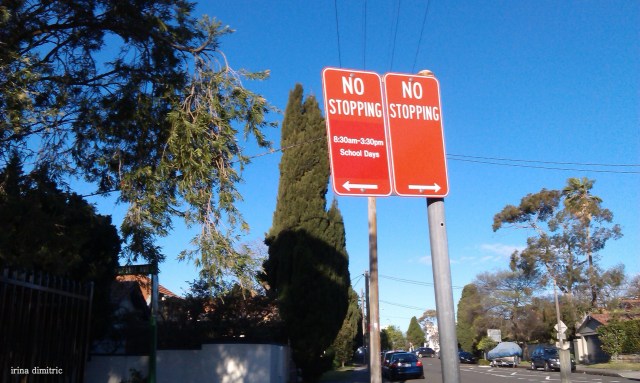 NO
STOPPING
8:30am-3:30pm
School Days
NO
STOPPING
irina dimitric